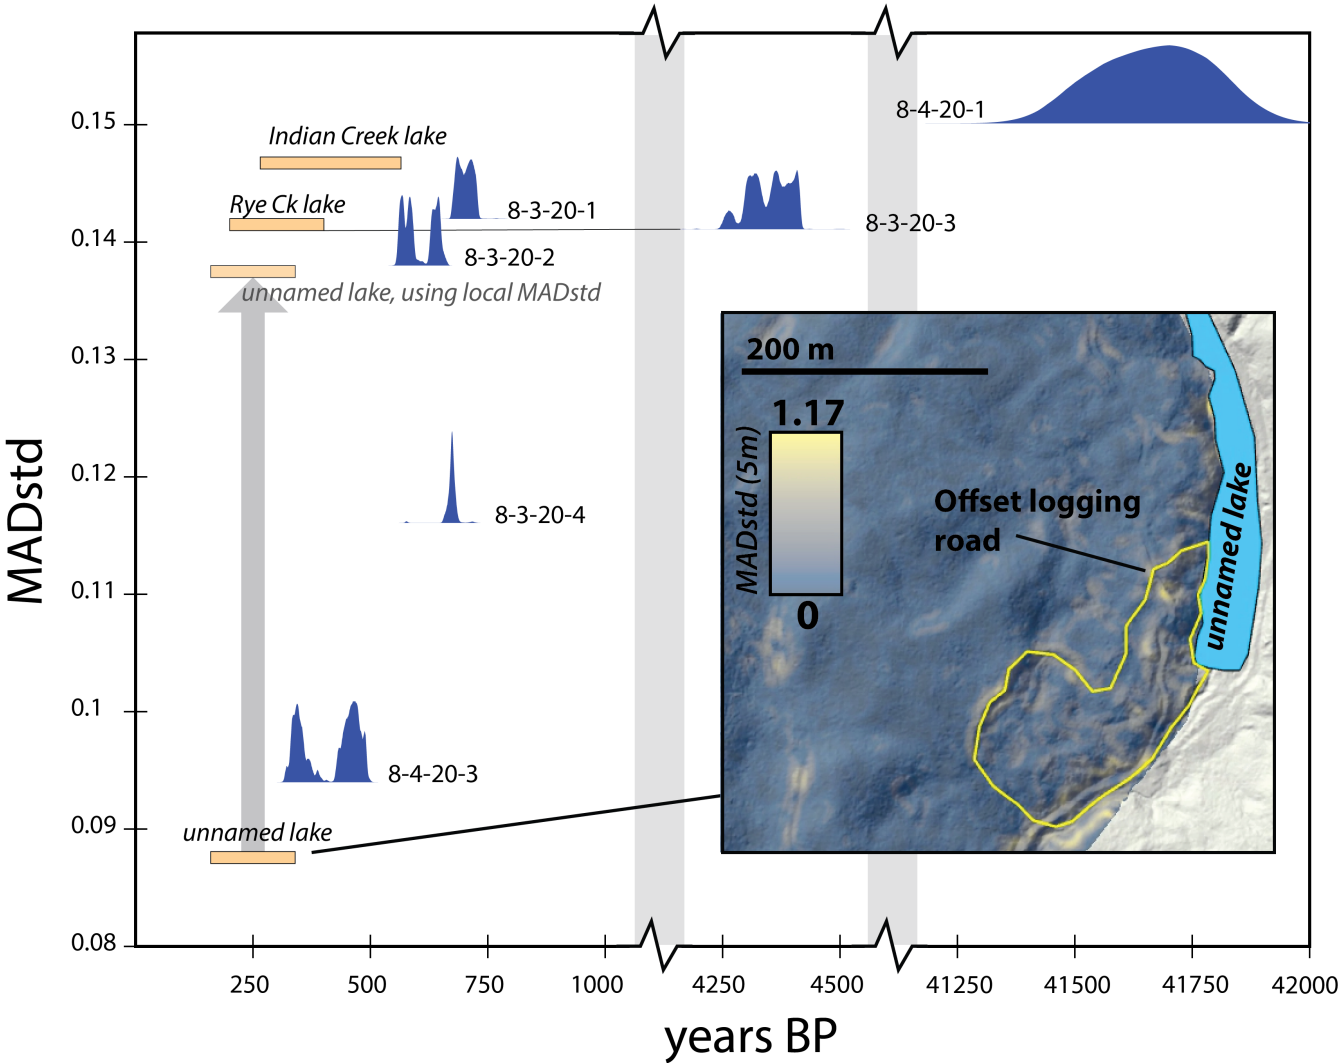 MADstd
0.15
0.14
0.13
0.12
0.11
0.1
0.09
0.08
Indian Creek lake
Rye Ck lake
8-3-20-1
8-3-20-2
unnamed lake, using local MADstd
8-3-20-3
8-4-20-1
8-3-20-4
8-4-20-3
unnamed lake
200 m
1.17
MADstd (5m)
0
Offset logging
road
unnamed lake
250 500 750 1000 4250 4500 41250 41500 41750 42000
years BP